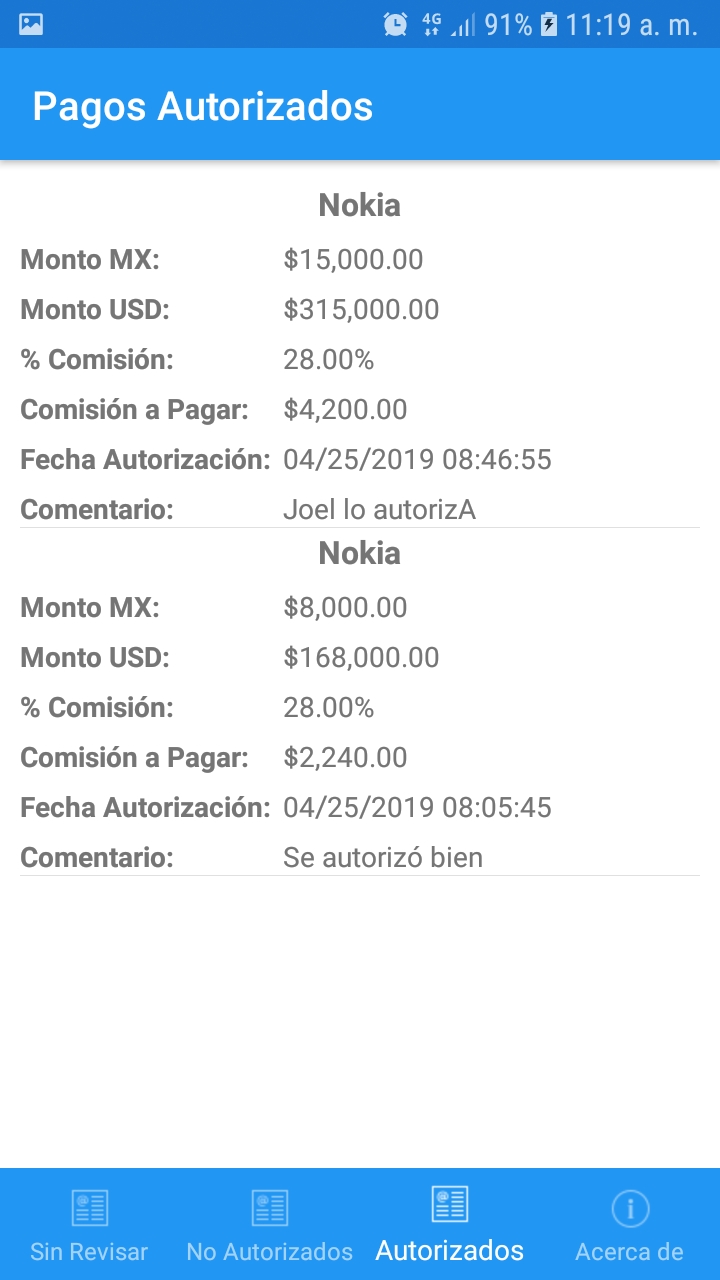 4G 91% 11:19 a. m.
Pagos Autorizados
Nokia
Monto MX: $15,000.00
Monto USD: $315,000.00
% Comisión: 28.00%
Comisión a Pagar: $4,200.00
Fecha Autorización: 04/25/2019 08:46:55
Comentario: Joel lo autorizA
Nokia
Monto MX: $8,000.00
Monto USD: $168,000.00
% Comisión: 28.00%
Comisión a Pagar: $2,240.00
Fecha Autorización: 04/25/2019 08:05:45
Comentario: Se autorizó bien
Sin Revisar No Autorizados Autorizados Acerca de